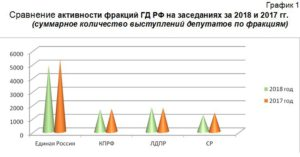 График 1
Сравнение активности фракций ГД РФ на заседаниях за 2018 и 2017 гг.
(суммарное количество выступлений депутатов по фракциям)
6000
5000
4000
3000
2000
1000
0
2018 год
2017 год
Единая Россия КПРФ ЛДПР СР